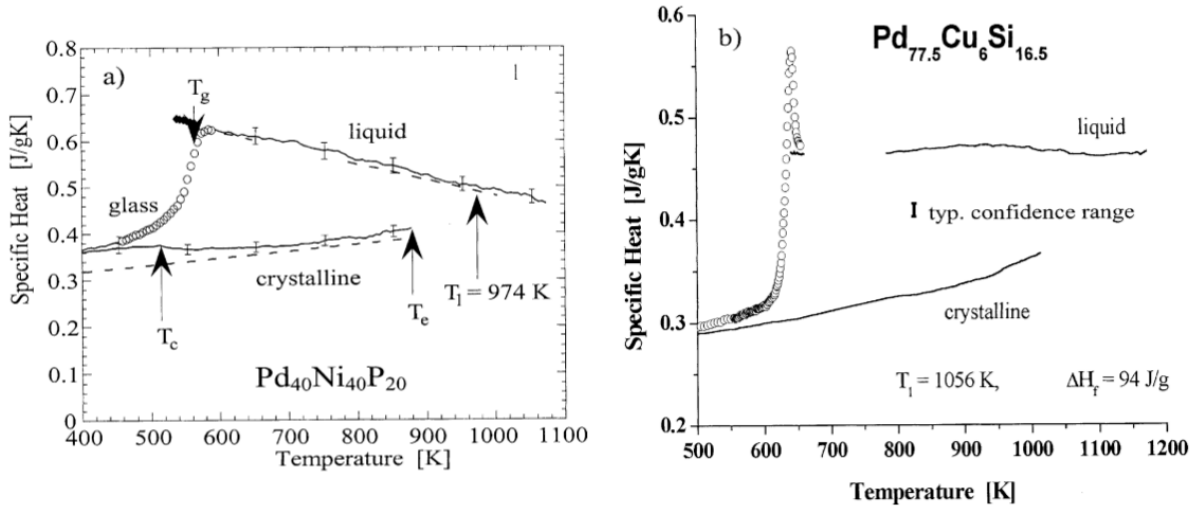 a)
T_g
liquid
glass
crystalline
T_c
T_e
T_l = 974 K
Pd40Ni40P20
Specific Heat [J/gK]
0.8
0.7
0.6
0.5
0.4
0.3
0.2
0.1
0
400 500 600 700 800 900 1000 1100
Temperature [K]
b)
Pd77.5Cu6Si16.5
liquid
typ. confidence range
crystalline
T_l = 1056 K, ΔH_f = 94 J/g
Specific Heat [J/gK]
0.6
0.5
0.4
0.3
0.2
500 600 700 800 900 1000 1100 1200
Temperature [K]